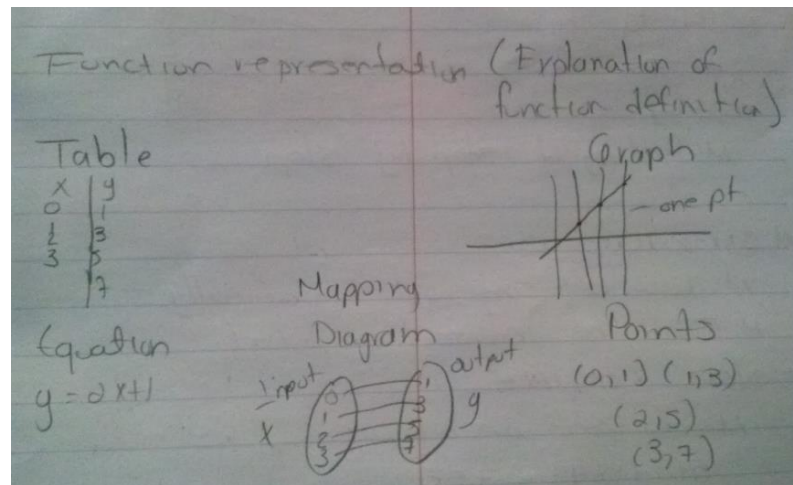 Function representation (Explanation of
function definition)
Table
x | y
0 | 1
1 | 3
2 | 5
3
7
Graph
one pt
Mapping
Diagram
Equation
y = 2x+1
Input
x
0
1
2
3
output
y
1
3
5
7
Points
(0,1) (1,3)
(2,5)
(3,7)